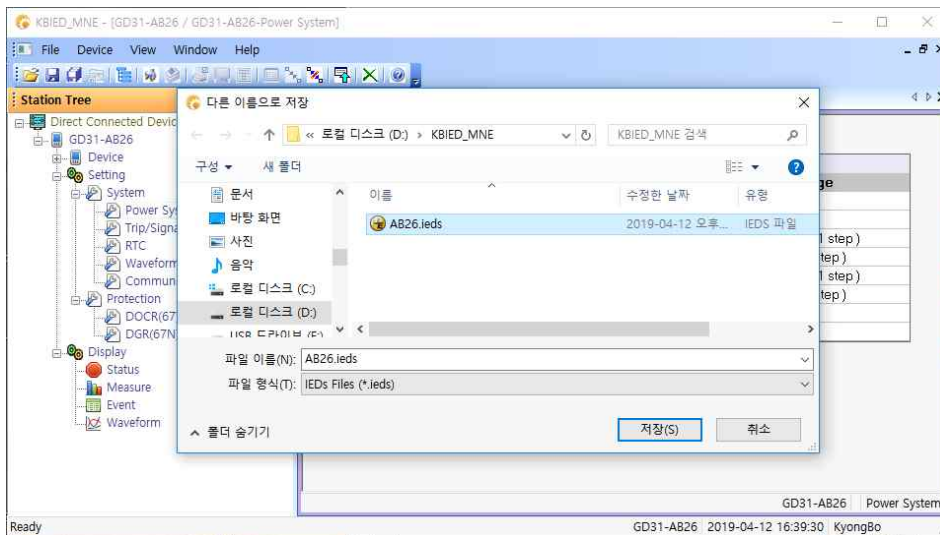 KBIED_MNE - [GD31-AB26 / GD31-AB26-Power System]
File Device View Window Help
Station Tree
Direct Connected Devic
GD31-AB26
Device
Setting
System
Power Sy
Trip/Signa
RTC
Waveform
Commun
Protection
DOCR(67
DGR(67N
Display
Status
Measure
Event
Waveform
다른 이름으로 저장
« 로컬 디스크 (D:) > KBIED_MNE
KBIED_MNE 검색
구성 새 폴더
문서
바탕 화면
사진
음악
로컬 디스크 (C:)
로컬 디스크 (D:)
USB 드라이브 (F:)
이름 수정한 날짜 유형
AB26.ieds 2019-04-12 오후... IEDS 파일
파일 이름(N): AB26.ieds
파일 형식(T): IEDs Files (*.ieds)
폴더 숨기기
저장(S) 취소
ge
step )
tep )
step )
tep )
GD31-AB26 Power System
Ready GD31-AB26 2019-04-12 16:39:30 KyongBo